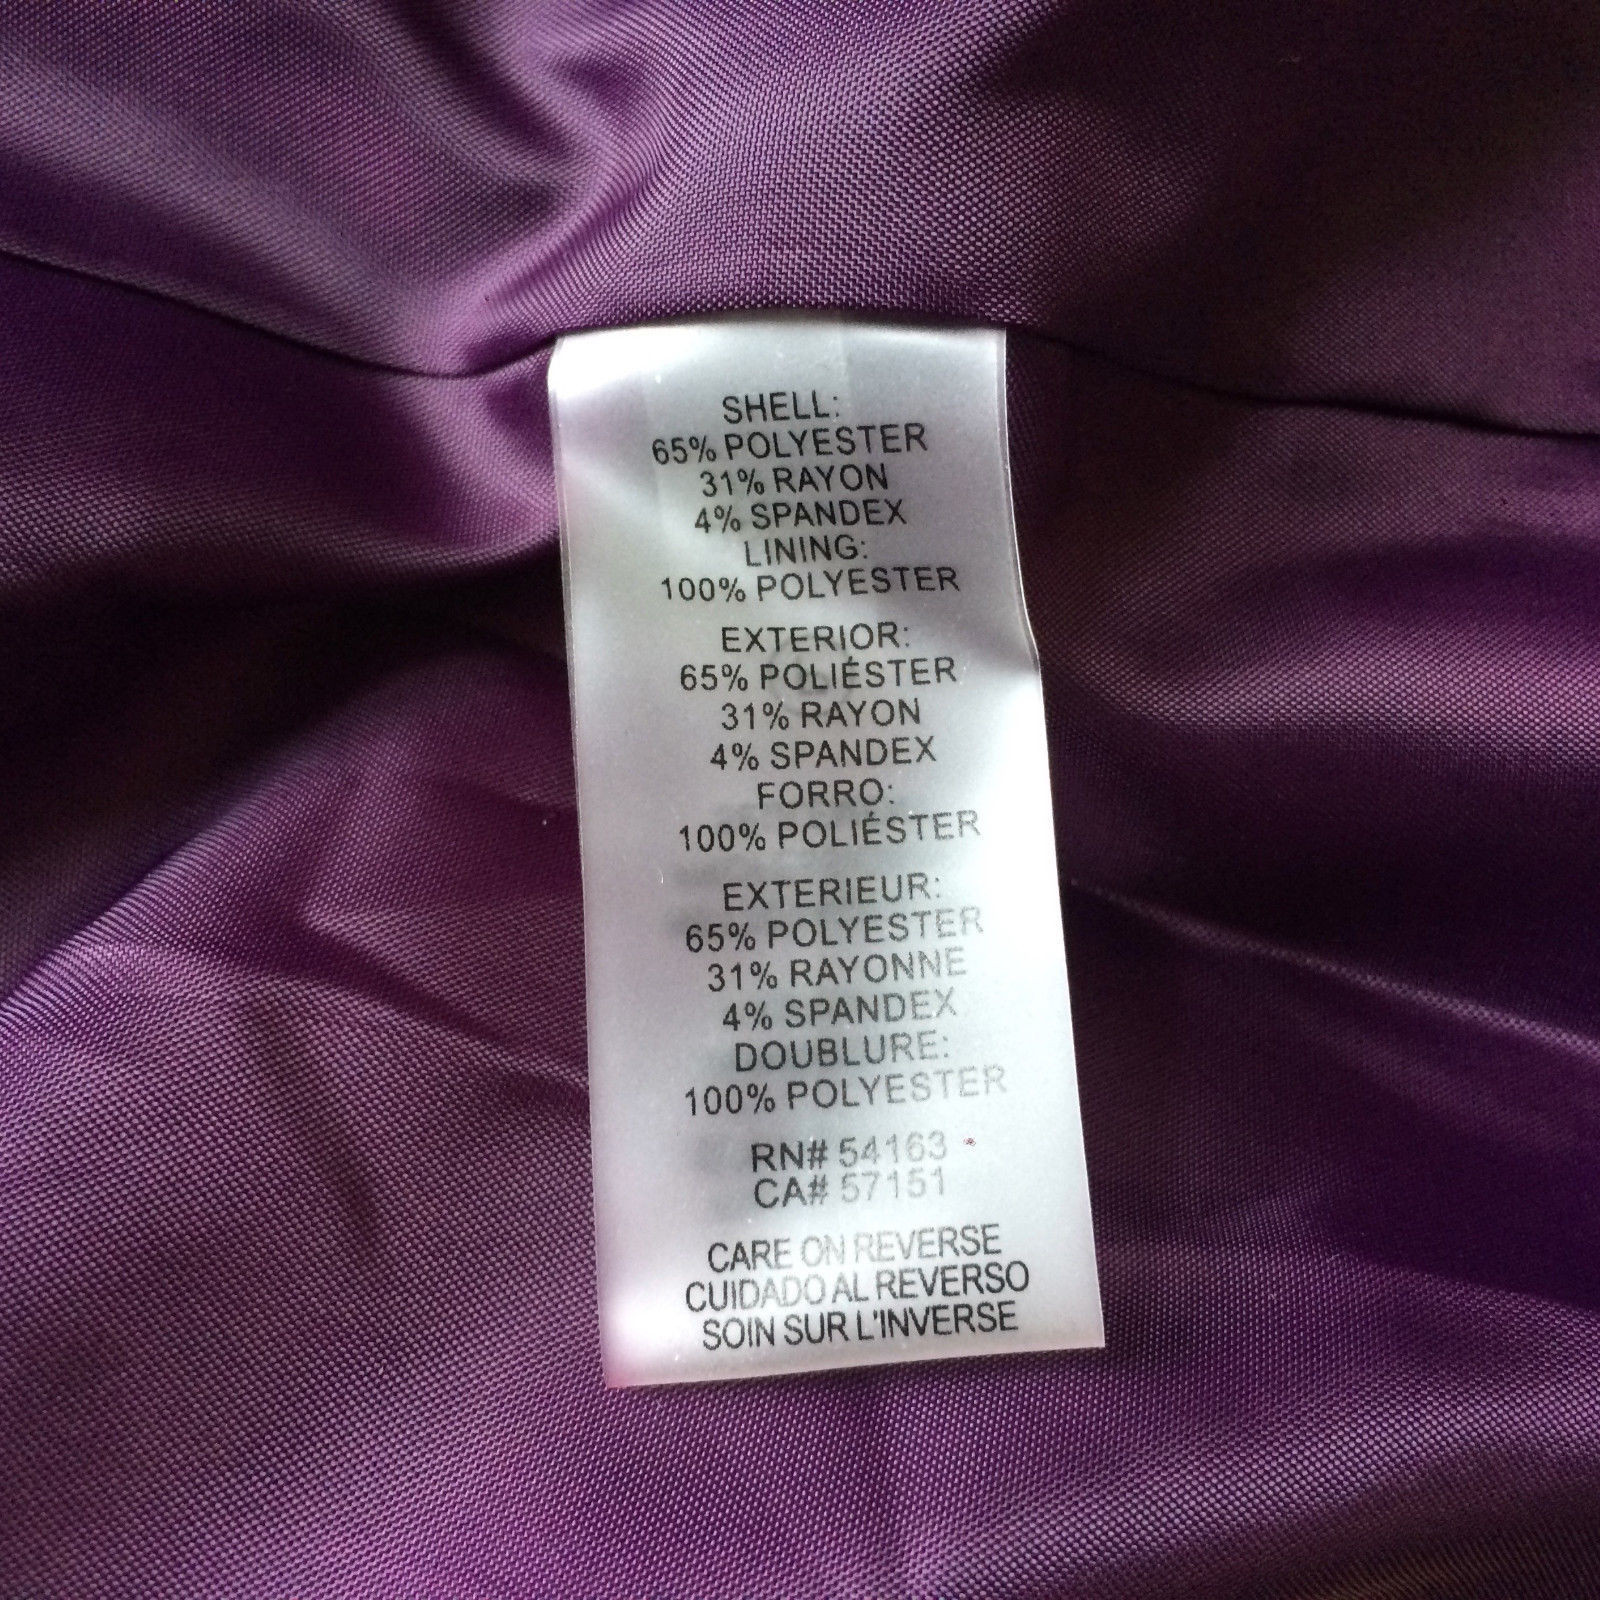 SHELL:
65% POLYESTER
31% RAYON
4% SPANDEX
LINING:
100% POLYESTER
EXTERIOR:
65% POLIÉSTER
31% RAYON
4% SPANDEX
FORRO:
100% POLIÉSTER
EXTERIEUR:
65% POLYESTER
31% RAYONNE
4% SPANDEX
DOUBLURE:
100% POLYESTER
RN# 54163
CA# 57151
CARE ON REVERSE
CUIDADO AL REVERSO
SOIN SUR L'INVERSE